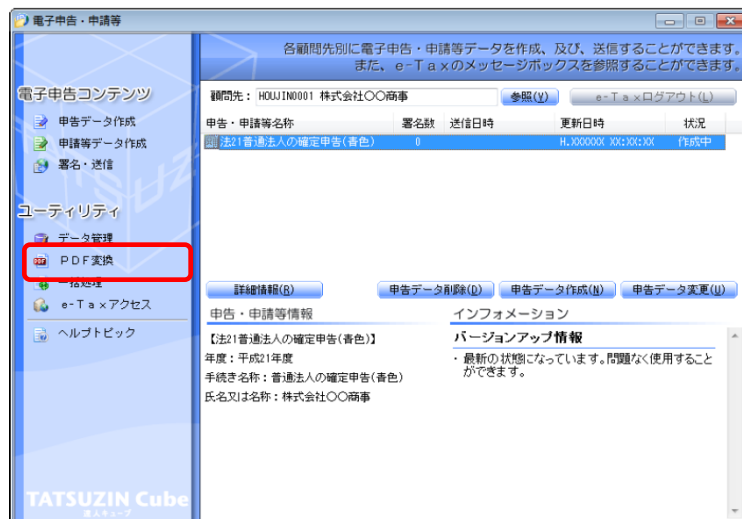 電子申告・申請等
各顧問先別に電子申告・申請等データを作成、及び、送信することができます。
また、e-Taxのメッセージボックスを参照することができます。
電子申告コンテンツ
申告データ作成
申請等データ作成
署名・送信
ユーティリティ
データ管理
PDF変換
一括処理
e-Taxアクセス
ヘルプトピック
顧問先： HOUJIN0001 株式会社〇〇商事 参照(V) e-Taxログアウト(L)
申告・申請等名称 署名数 送信日時 更新日時 状況
法21普通法人の確定申告(青色) 0 H.XXXXXX XX:XX:XX 作成中
詳細情報(R) 申告データ削除(D) 申告データ作成(N) 申告データ変更(U)
申告・申請等情報
【法21普通法人の確定申告(青色)】
年度：平成21年度
手続き名称：普通法人の確定申告(青色)
氏名又は名称：株式会社〇〇商事
インフォメーション
バージョンアップ情報
・最新の状態になっています。問題なく使用すること
ができます。
TATSUZIN Cube
達人キューブ